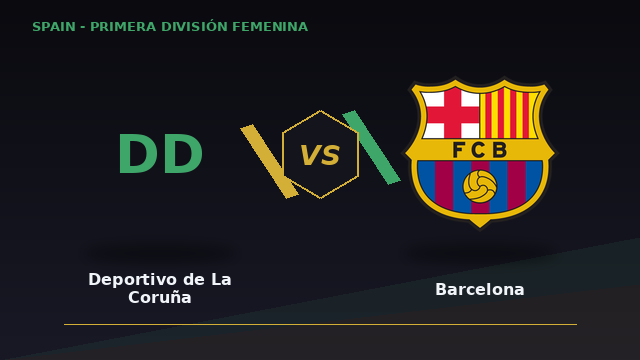 SPAIN - PRIMERA DIVISIÓN FEMENINA
DD
VS
FCB
Deportivo de La
Coruña
Barcelona